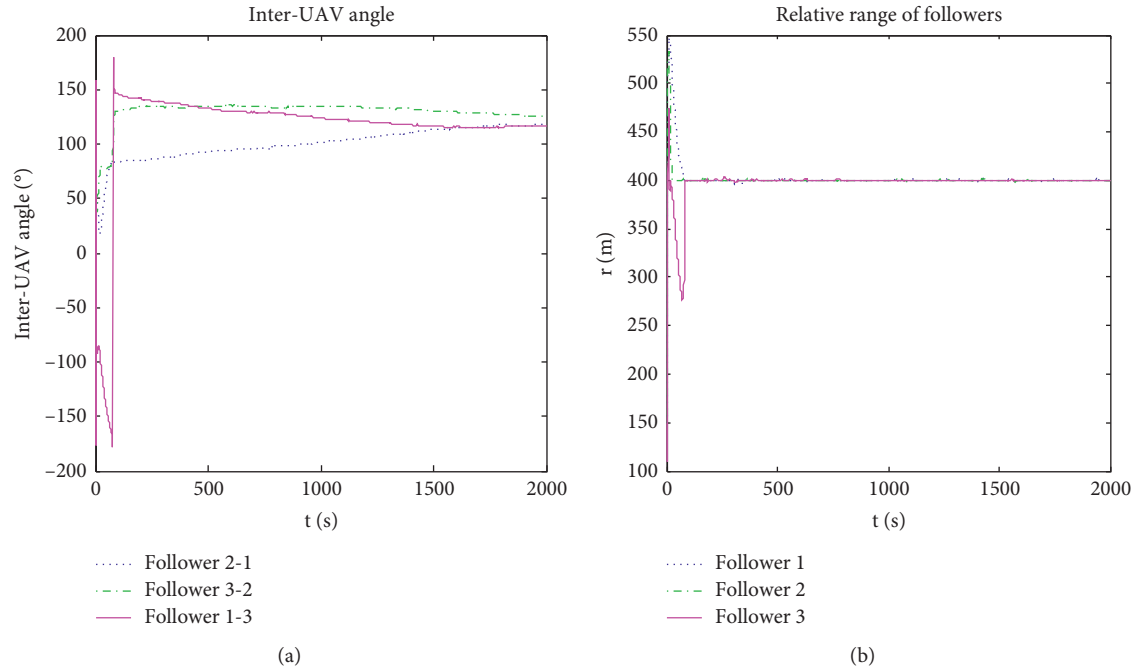 Inter-UAV angle
200
150
100
50
0
−50
−100
−150
−200
Inter-UAV angle (°)
0 500 1000 1500 2000
t (s)
Follower 2-1
Follower 3-2
Follower 1-3
(a)
Relative range of followers
550
500
450
400
350
300
250
200
150
100
r (m)
0 500 1000 1500 2000
t (s)
Follower 1
Follower 2
Follower 3
(b)